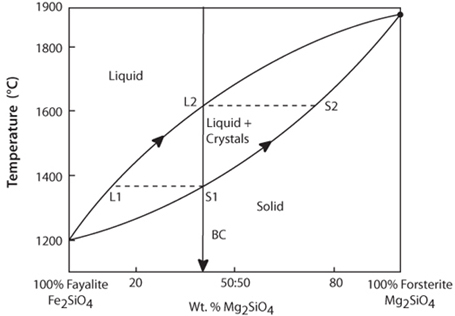 1900
1800
1600
1400
1200
Temperature (°C)
Liquid
L2
Liquid +
Crystals
S2
L1
S1
Solid
BC
100% Fayalite
Fe₂SiO₄
20
50:50
80
100% Forsterite
Mg₂SiO₄
Wt. % Mg₂SiO₄